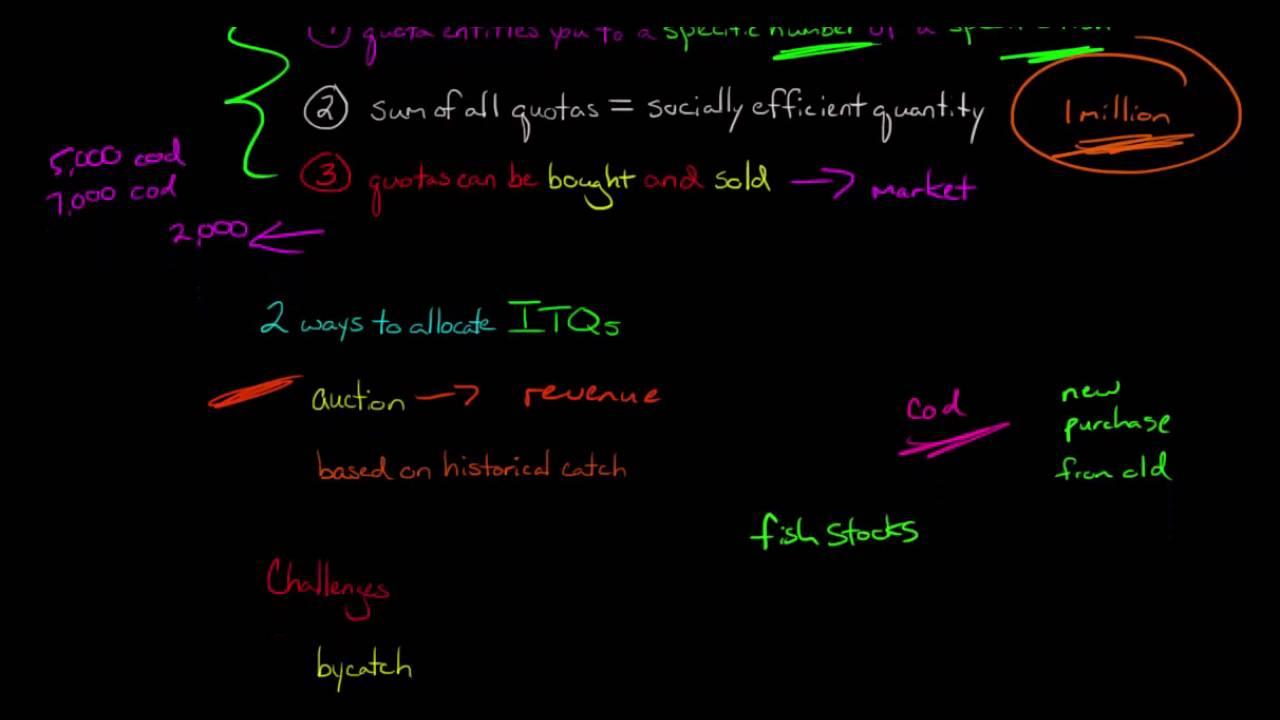 ① quota entitles you to a specific number of a
② sum of all quotas = socially efficient quantity
1 million
③ quotas can be bought and sold → market
5,000 cod
7,000 cod
2,000 ←
2 ways to allocate ITQs
auction → revenue
based on historical catch
cod
new
purchase
from old
fish stocks
Challenges
bycatch